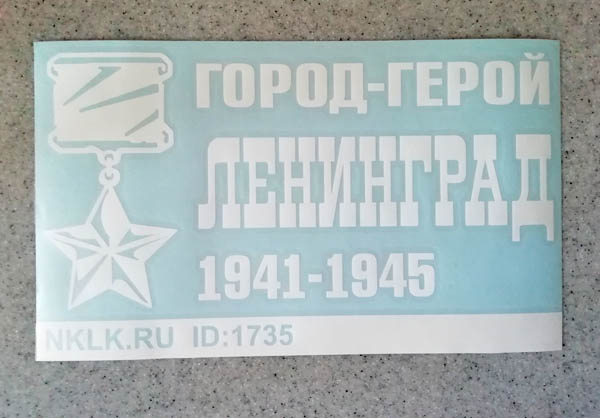 ГОРОД-ГЕРОЙ
ЛЕНИНГРАД
1941-1945
NKLK.RU ID:1735